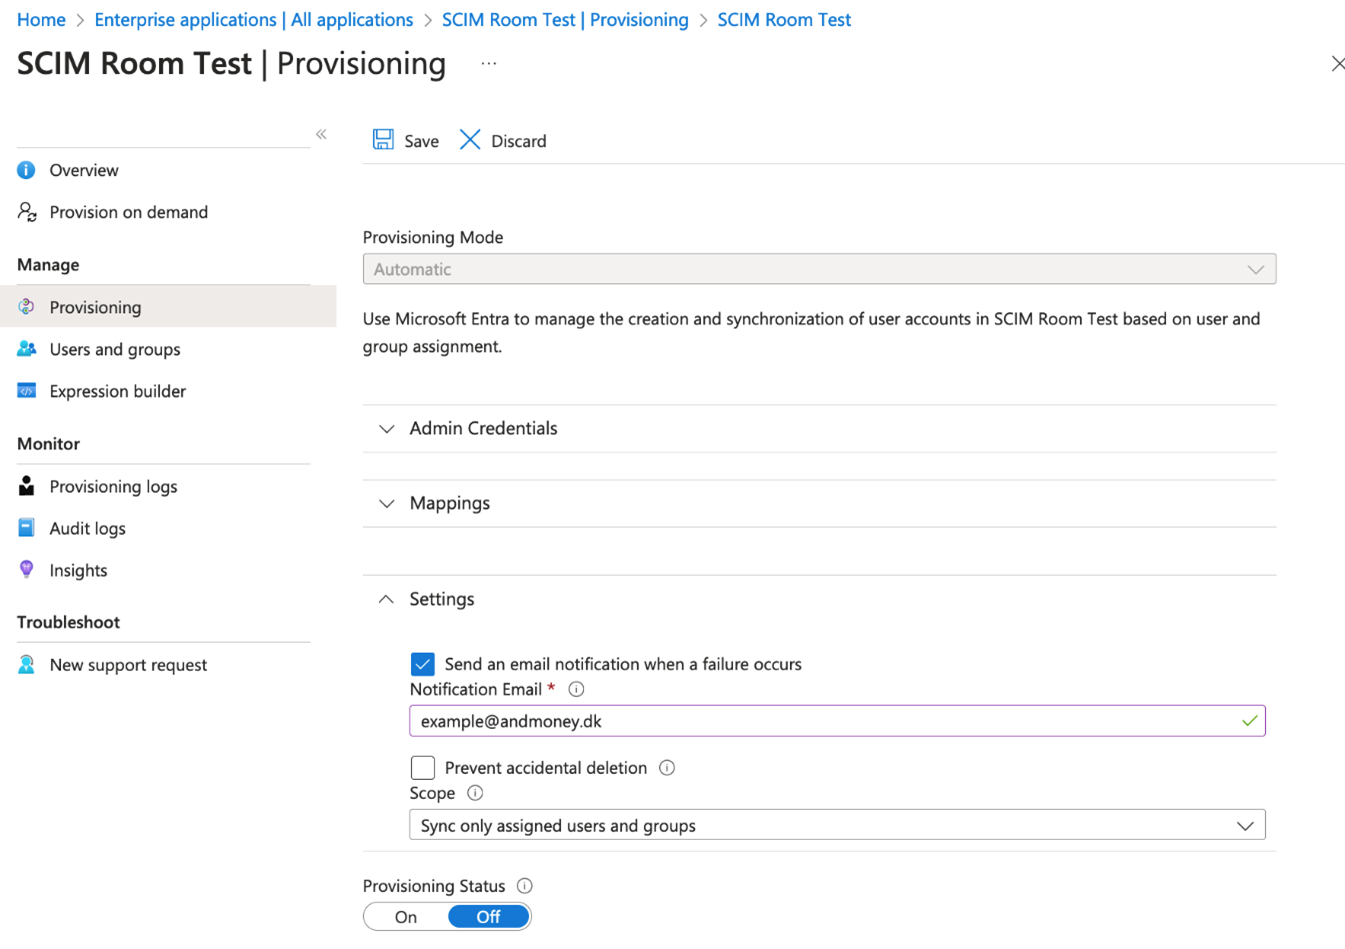 Home > Enterprise applications | All applications > SCIM Room Test | Provisioning > SCIM Room Test
SCIM Room Test | Provisioning ...
Overview
Provision on demand
Manage
Provisioning
Users and groups
Expression builder
Monitor
Provisioning logs
Audit logs
Insights
Troubleshoot
New support request
Save Discard
Provisioning Mode
Automatic
Use Microsoft Entra to manage the creation and synchronization of user accounts in SCIM Room Test based on user and
group assignment.
Admin Credentials
Mappings
Settings
Send an email notification when a failure occurs
Notification Email *
example@andmoney.dk
Prevent accidental deletion
Scope
Sync only assigned users and groups
Provisioning Status
On Off